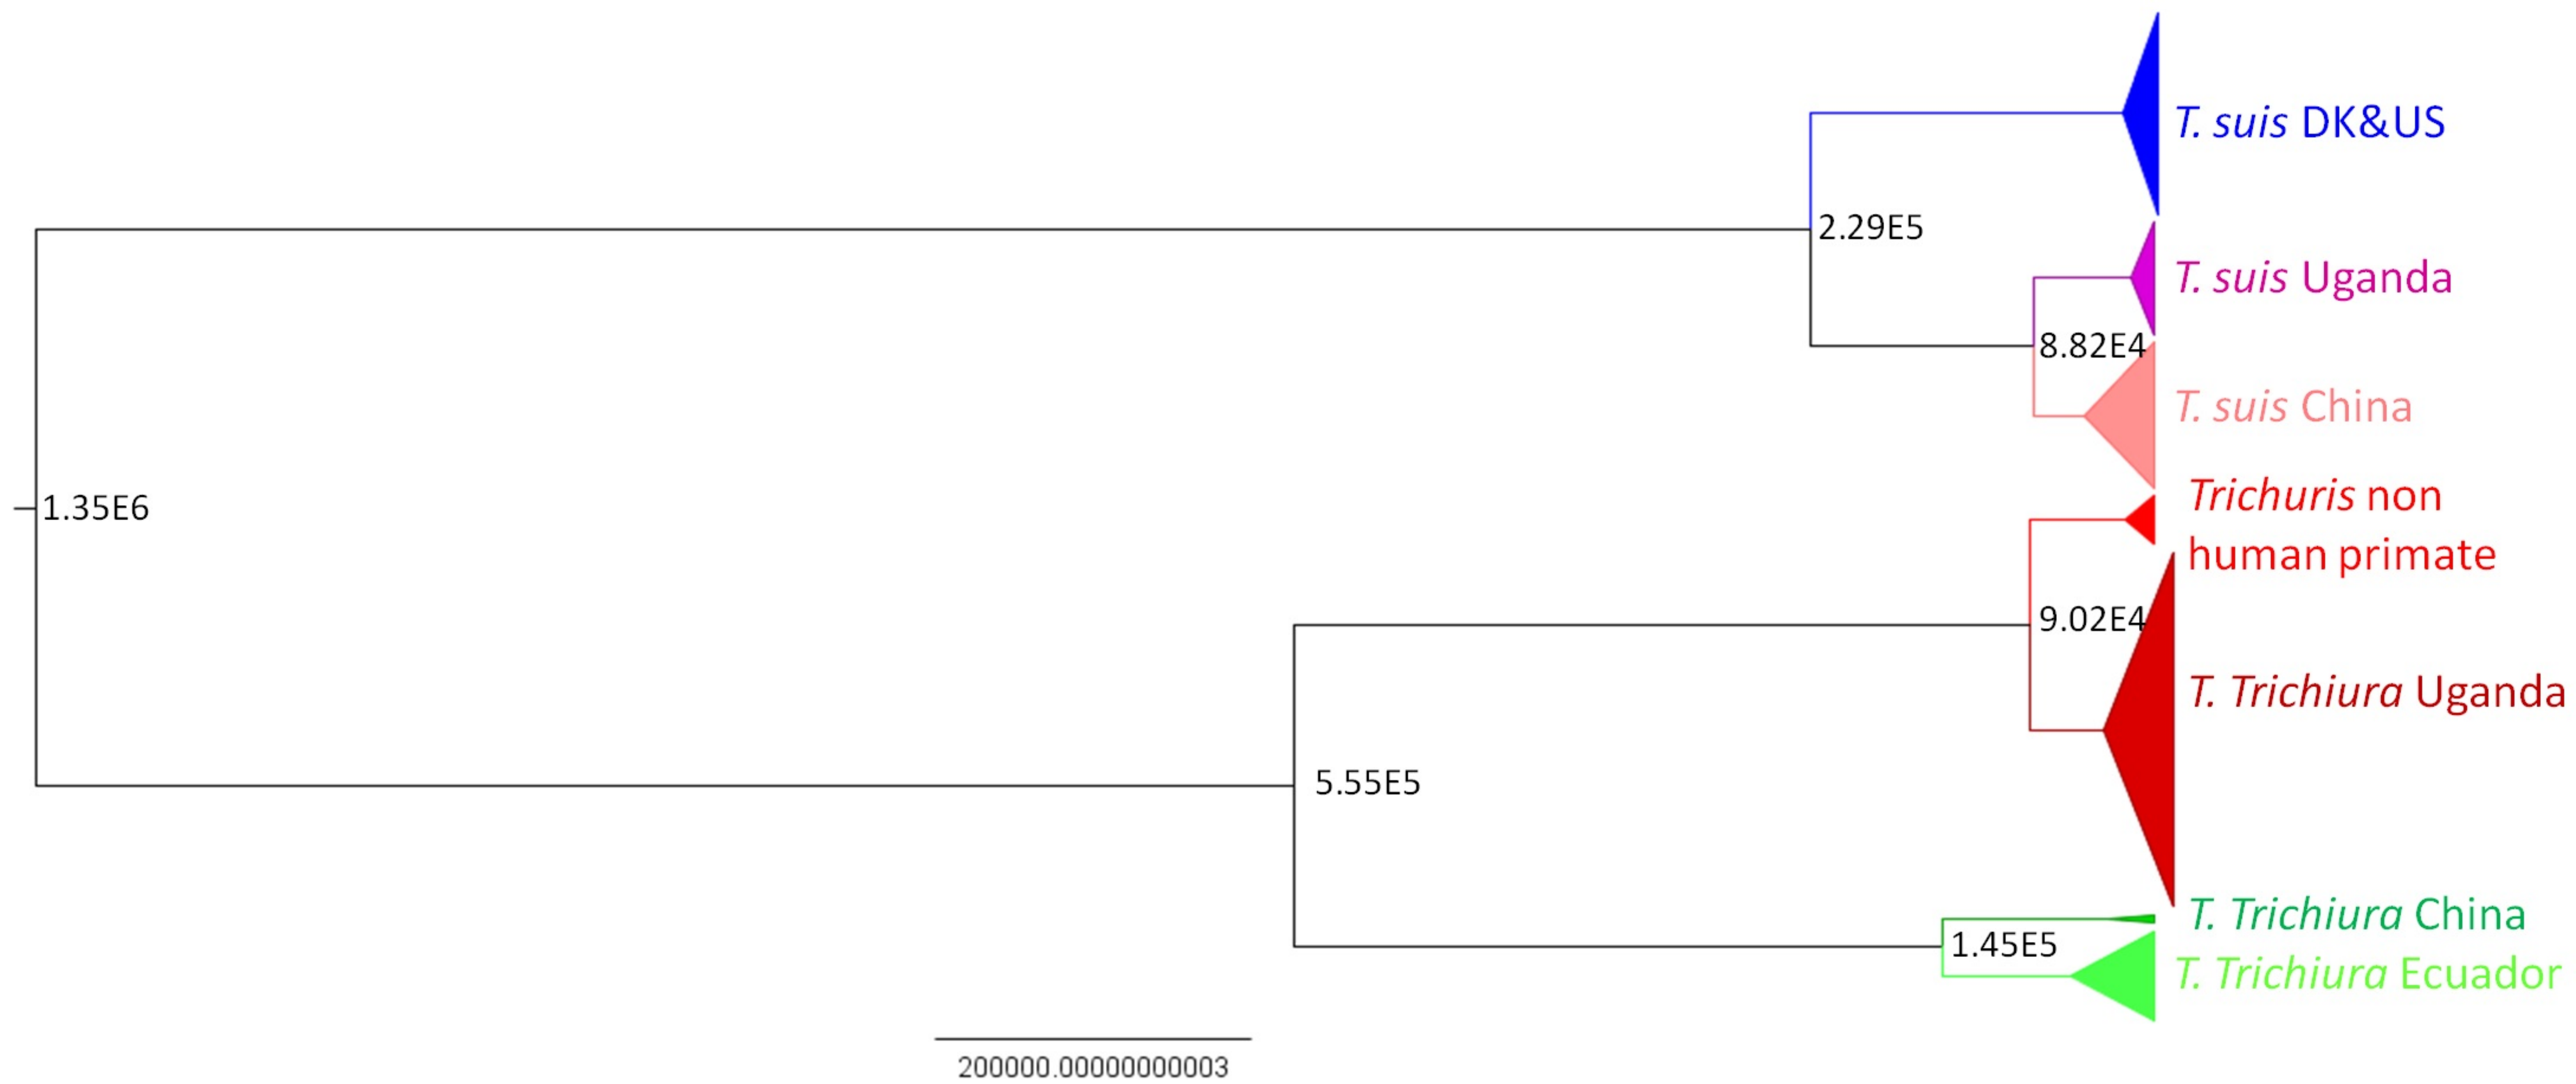 T. suis DK&US
2.29E5
T. suis Uganda
8.82E4
T. suis China
Trichuris non
human primate
1.35E6
9.02E4
T. Trichiura Uganda
5.55E5
T. Trichiura China
1.45E5
T. Trichiura Ecuador
200000.00000000003